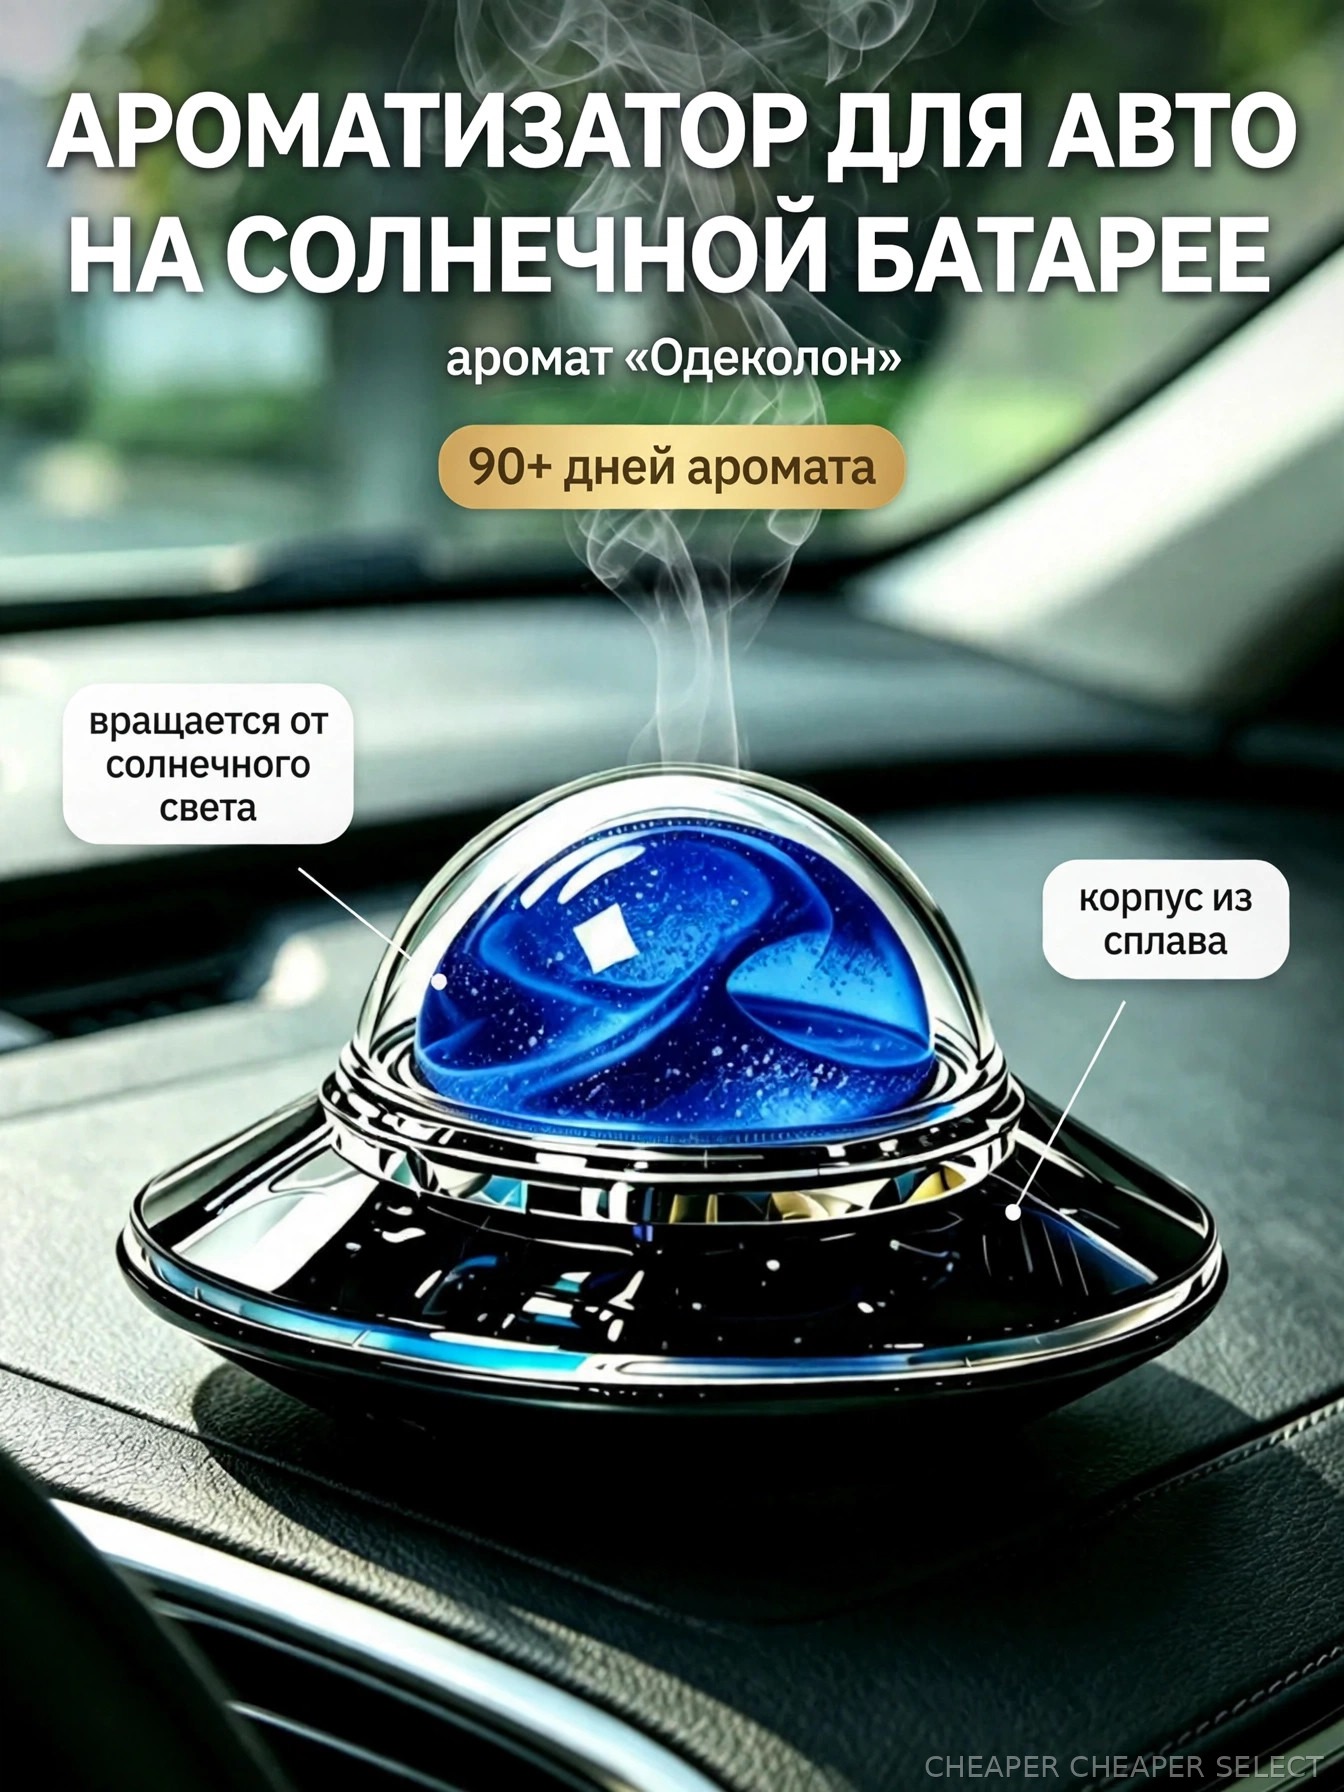 АРОМАТИЗАТОР ДЛЯ АВТО
НА СОЛНЕЧНОЙ БАТАРЕЕ
аромат «Одеколон»
90+ дней аромата
вращается от
солнечного
света
корпус из
сплава
CHEAPER CHEAPER SELECT